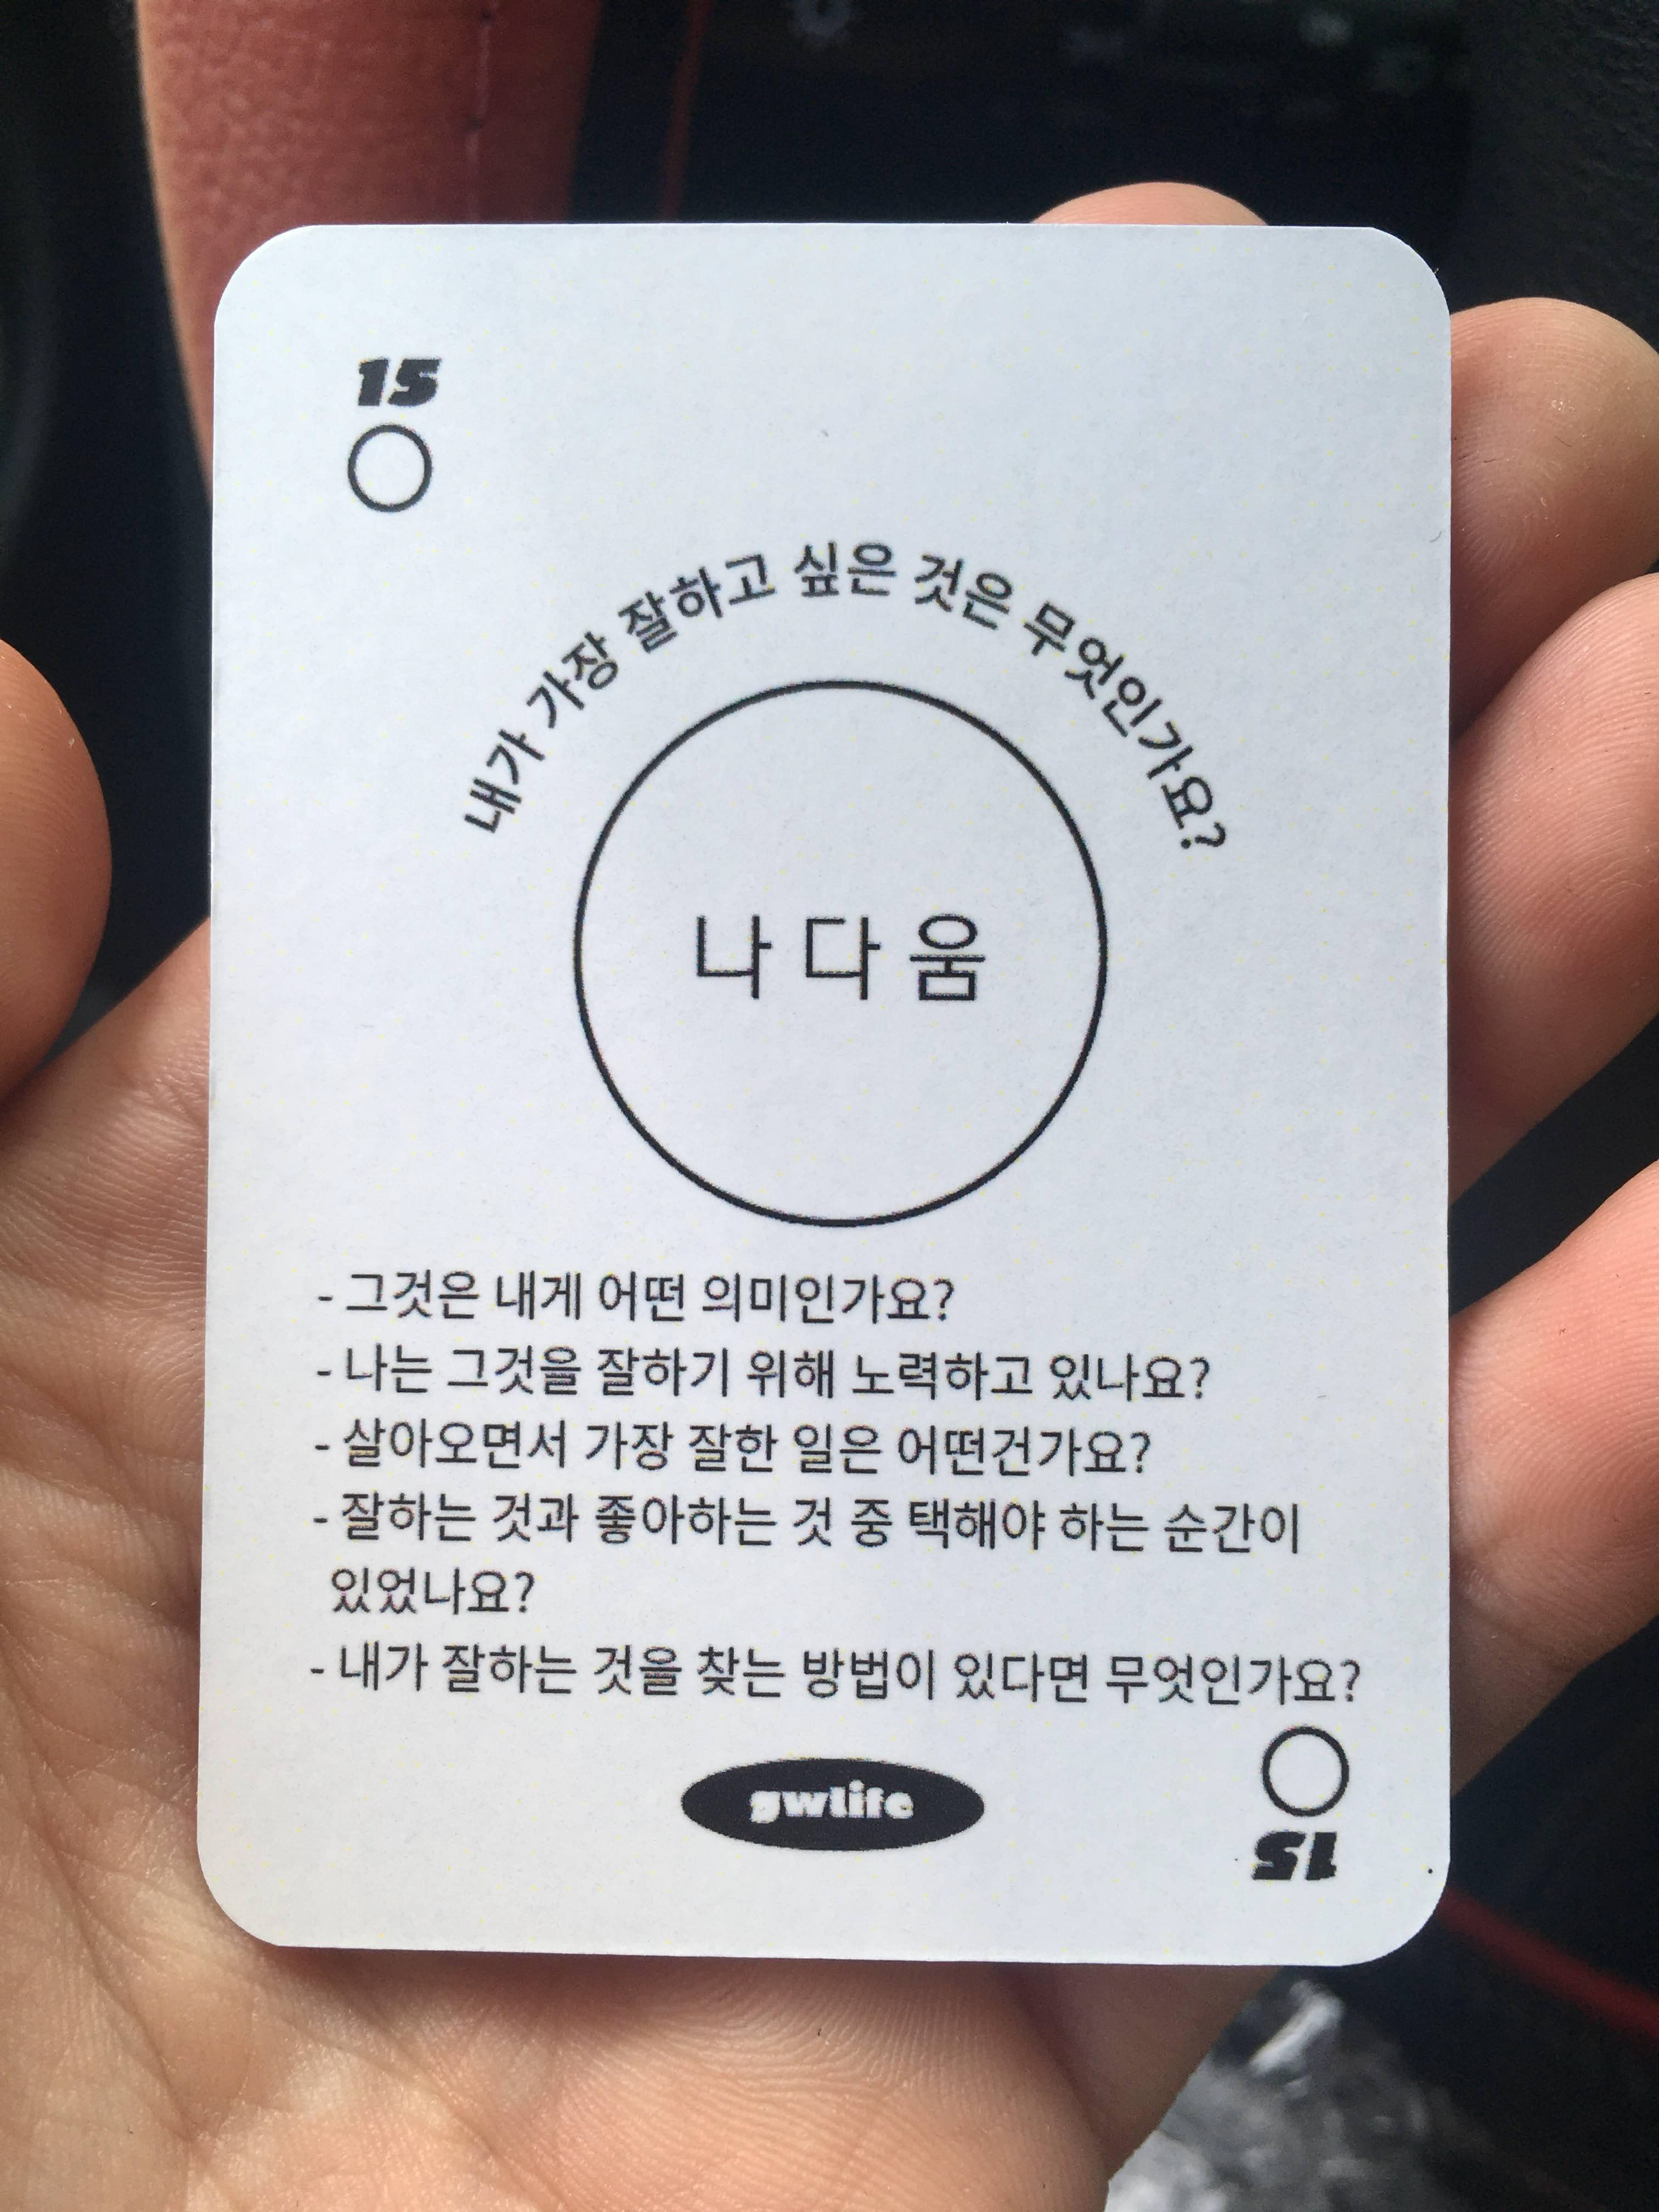 15
내가 가장 잘하고 싶은 것은 무엇인가요?
나다움
- 그것은 내게 어떤 의미인가요?
- 나는 그것을 잘하기 위해 노력하고 있나요?
- 살아오면서 가장 잘한 일은 어떤건가요?
- 잘하는 것과 좋아하는 것 중 택해야 하는 순간이
있었나요?
- 내가 잘하는 것을 찾는 방법이 있다면 무엇인가요?
gwlife
15